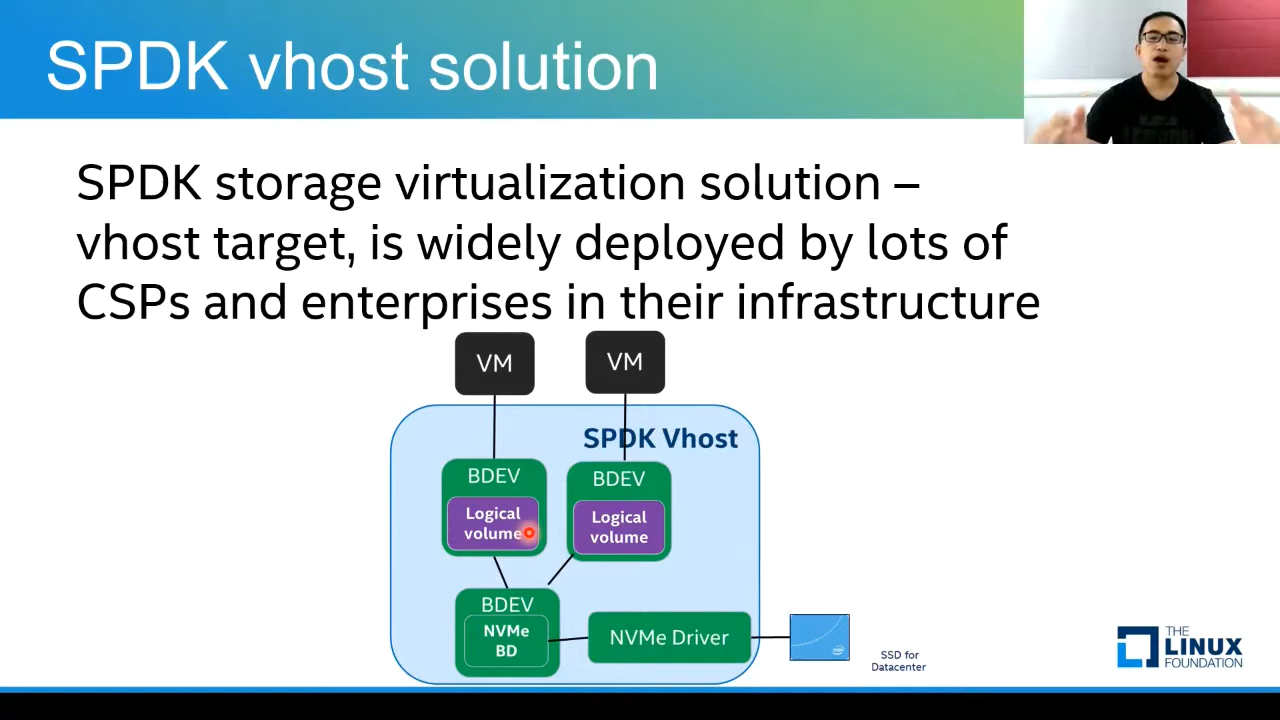 SPDK vhost solution
SPDK storage virtualization solution –
vhost target, is widely deployed by lots of
CSPs and enterprises in their infrastructure
VM
VM
SPDK Vhost
BDEV
Logical
volume
BDEV
Logical
volume
BDEV
NVMe
BD
NVMe Driver
intel
SSD for
Datacenter
THE
LINUX
FOUNDATION